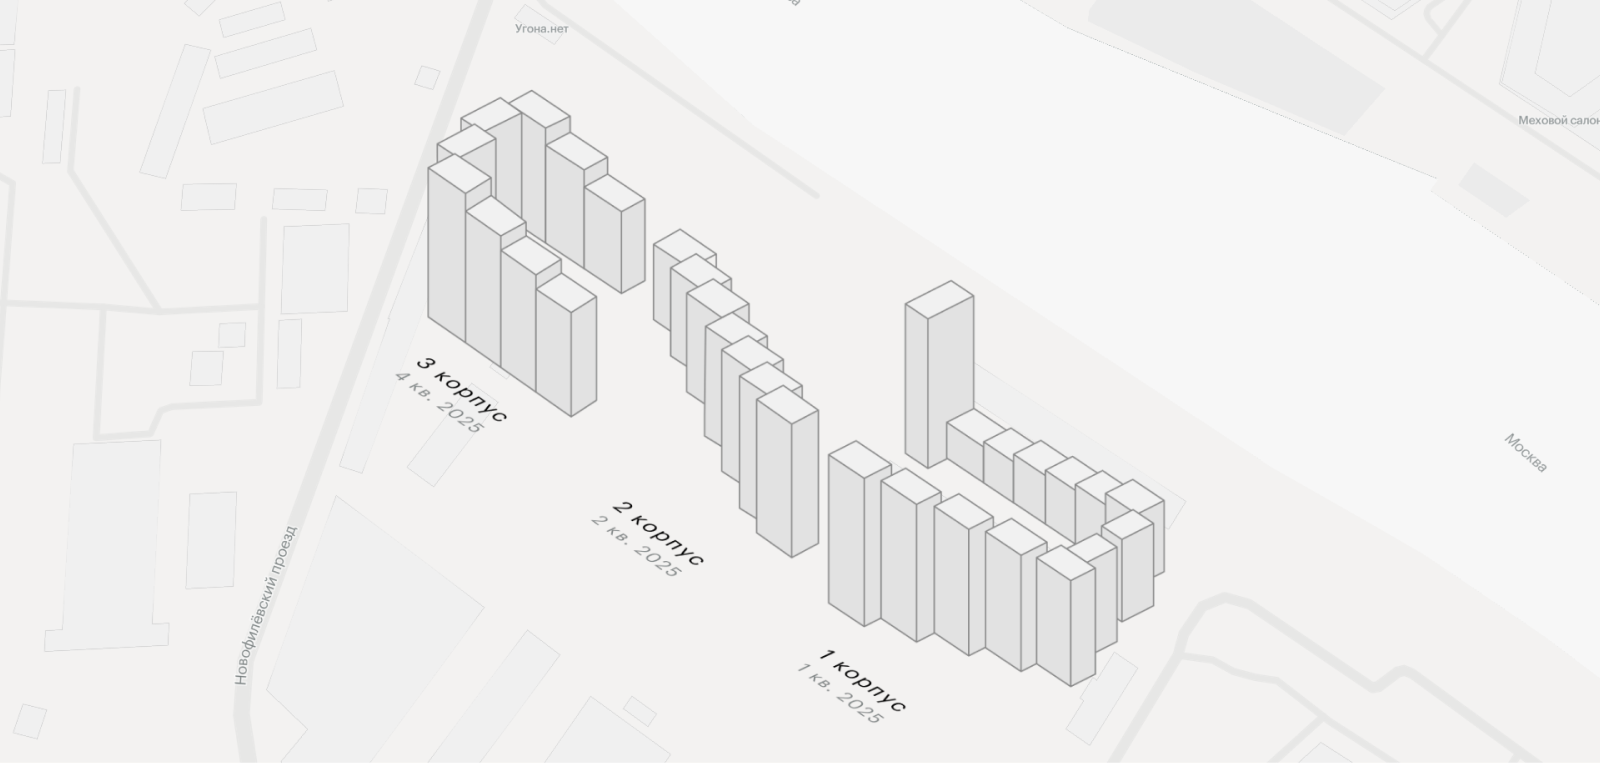 Угона.нет
Меховой салон
3 корпус
4 кв. 2025
Москва
2 корпус
2 кв. 2025
Новофилёвский проезд
1 корпус
1 кв. 2025